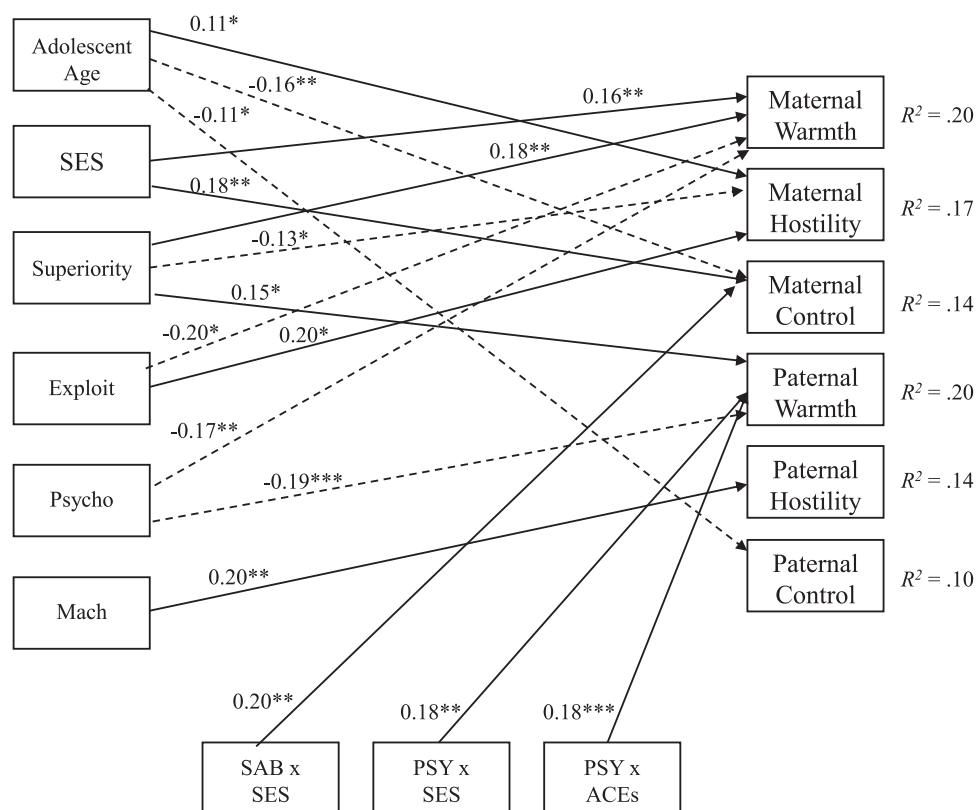 0.11*
Adolescent
Age
-0.16**
-0.11*
0.16**
Maternal
Warmth
R² = .20
SES
0.18**
0.18**
Maternal
Hostility
R² = .17
Superiority
-0.13*
0.15*
Maternal
Control
R² = .14
-0.20*
0.20*
Exploit
Paternal
Warmth
R² = .20
-0.17**
Psycho
-0.19***
Paternal
Hostility
R² = .14
Mach
0.20**
Paternal
Control
R² = .10
0.20**
0.18**
0.18***
SAB x
SES
PSY x
SES
PSY x
ACEs